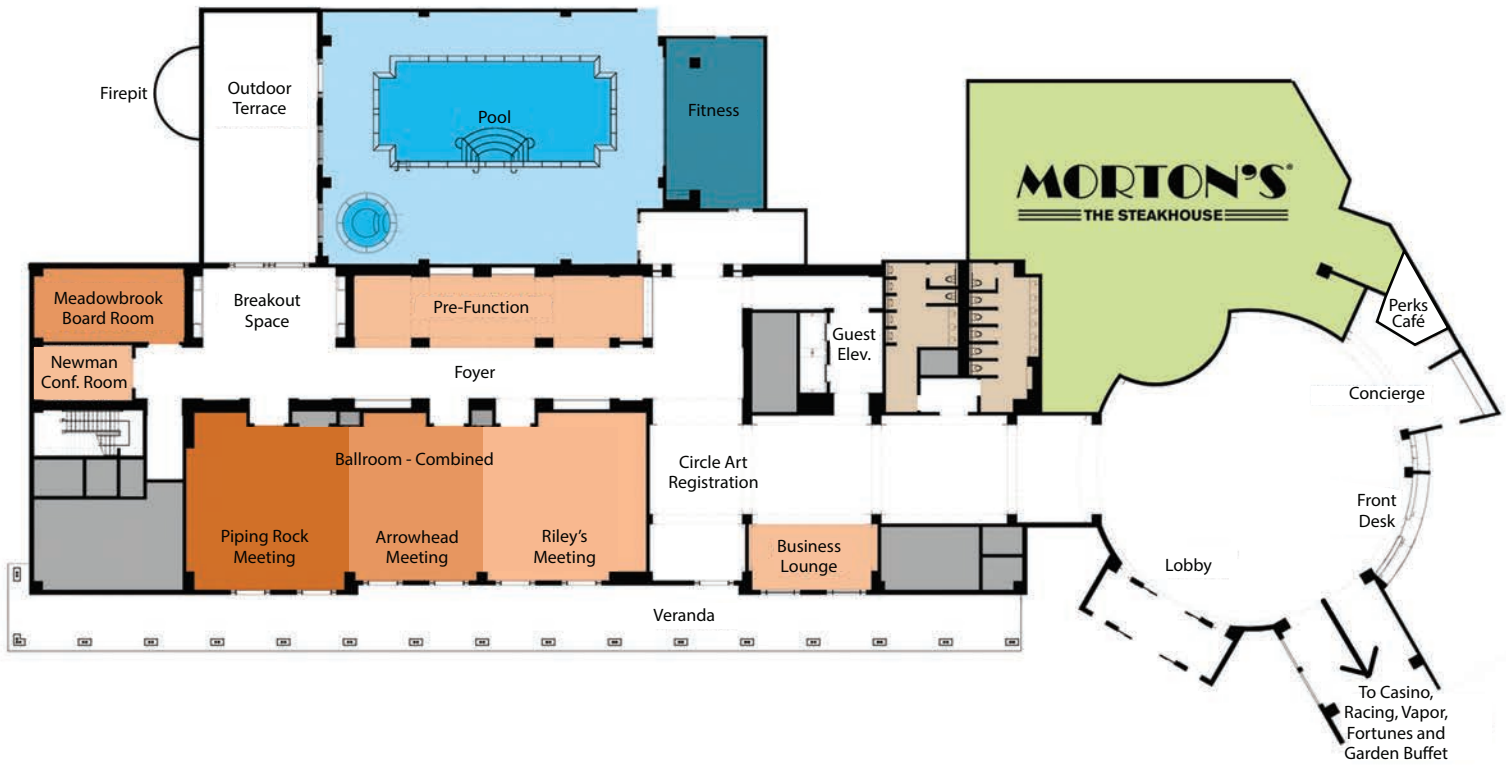 Firepit
Outdoor
Terrace
Pool
Fitness
MORTON'S®
THE STEAKHOUSE
Meadowbrook
Board Room
Breakout
Space
Pre-Function
Guest
Elev.
Perks
Café
Newman
Conf. Room
Foyer
Concierge
Ballroom - Combined
Circle Art
Registration
Piping Rock
Meeting
Arrowhead
Meeting
Riley's
Meeting
Business
Lounge
Front
Desk
Lobby
Veranda
To Casino,
Racing, Vapor,
Fortunes and
Garden Buffet